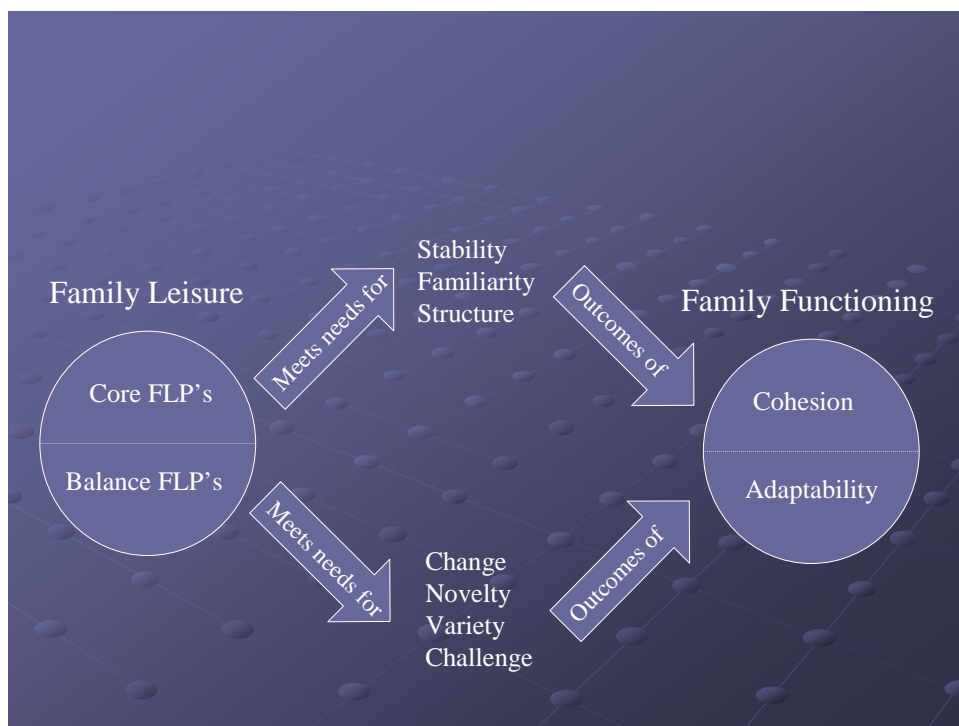 Family Leisure
Core FLP’s
Balance FLP’s
Meets needs for
Stability
Familiarity
Structure
Outcomes of
Meets needs for
Change
Novelty
Variety
Challenge
Outcomes of
Family Functioning
Cohesion
Adaptability